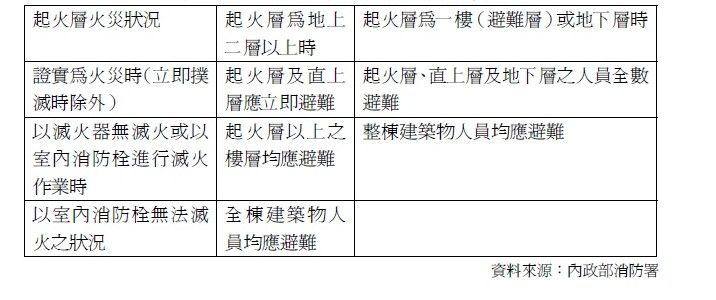 起火層火災狀況
起火層為地上
二層以上時
起火層為一樓（避難層）或地下層時
證實為火災時（立即撲
滅時除外）
起火層及直上
層應立即避難
起火層、直上層及地下層之人員全數
避難
以滅火器無滅火或以
室內消防栓進行滅火
作業時
起火層以上之
樓層均應避難
整棟建築物人員均應避難
以室內消防栓無法滅
火之狀況
全棟建築物人
員均應避難
資料來源：內政部消防署